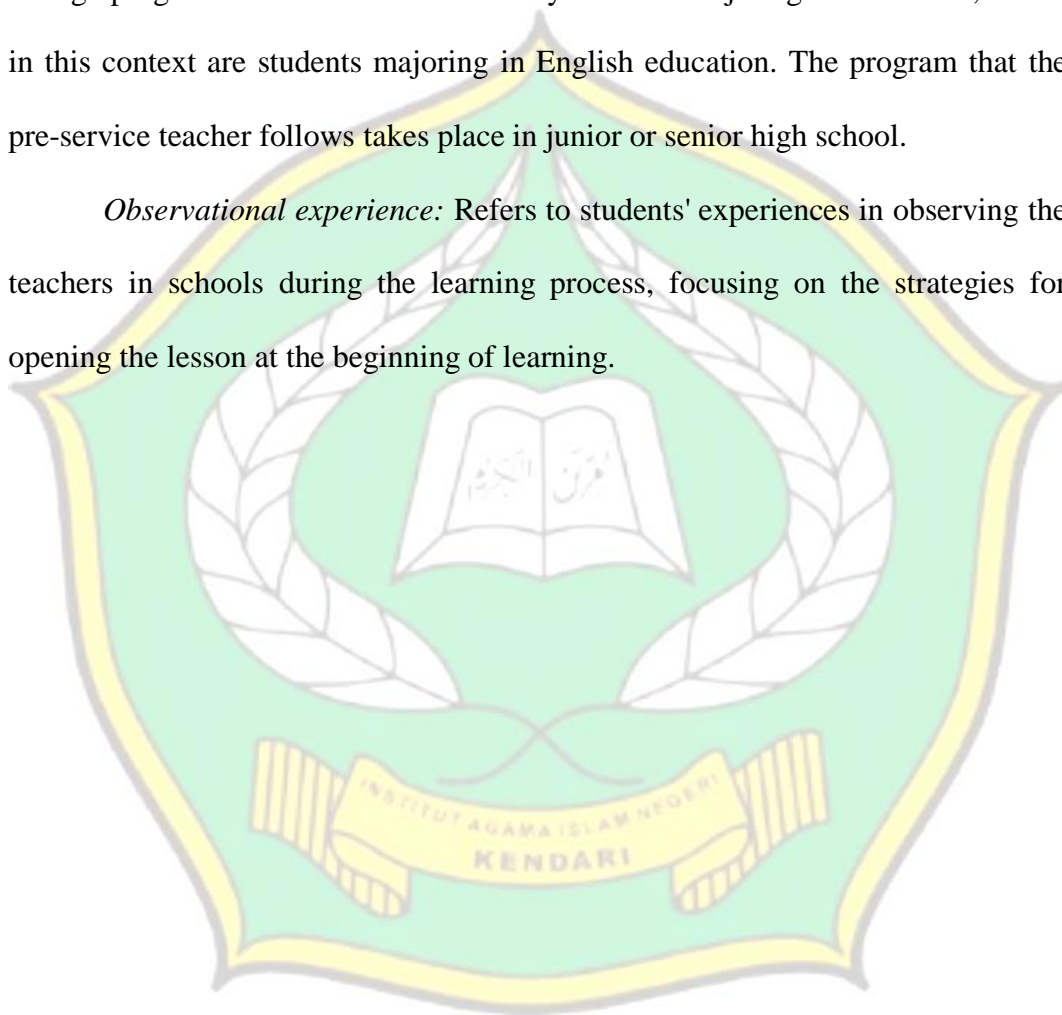 in this context are students majoring in English education. The program that the
pre-service teacher follows takes place in junior or senior high school.
Observational experience: Refers to students' experiences in observing the
teachers in schools during the learning process, focusing on the strategies for
opening the lesson at the beginning of learning.
INSTITUT AGAMA ISLAM NEGERI
KENDARI